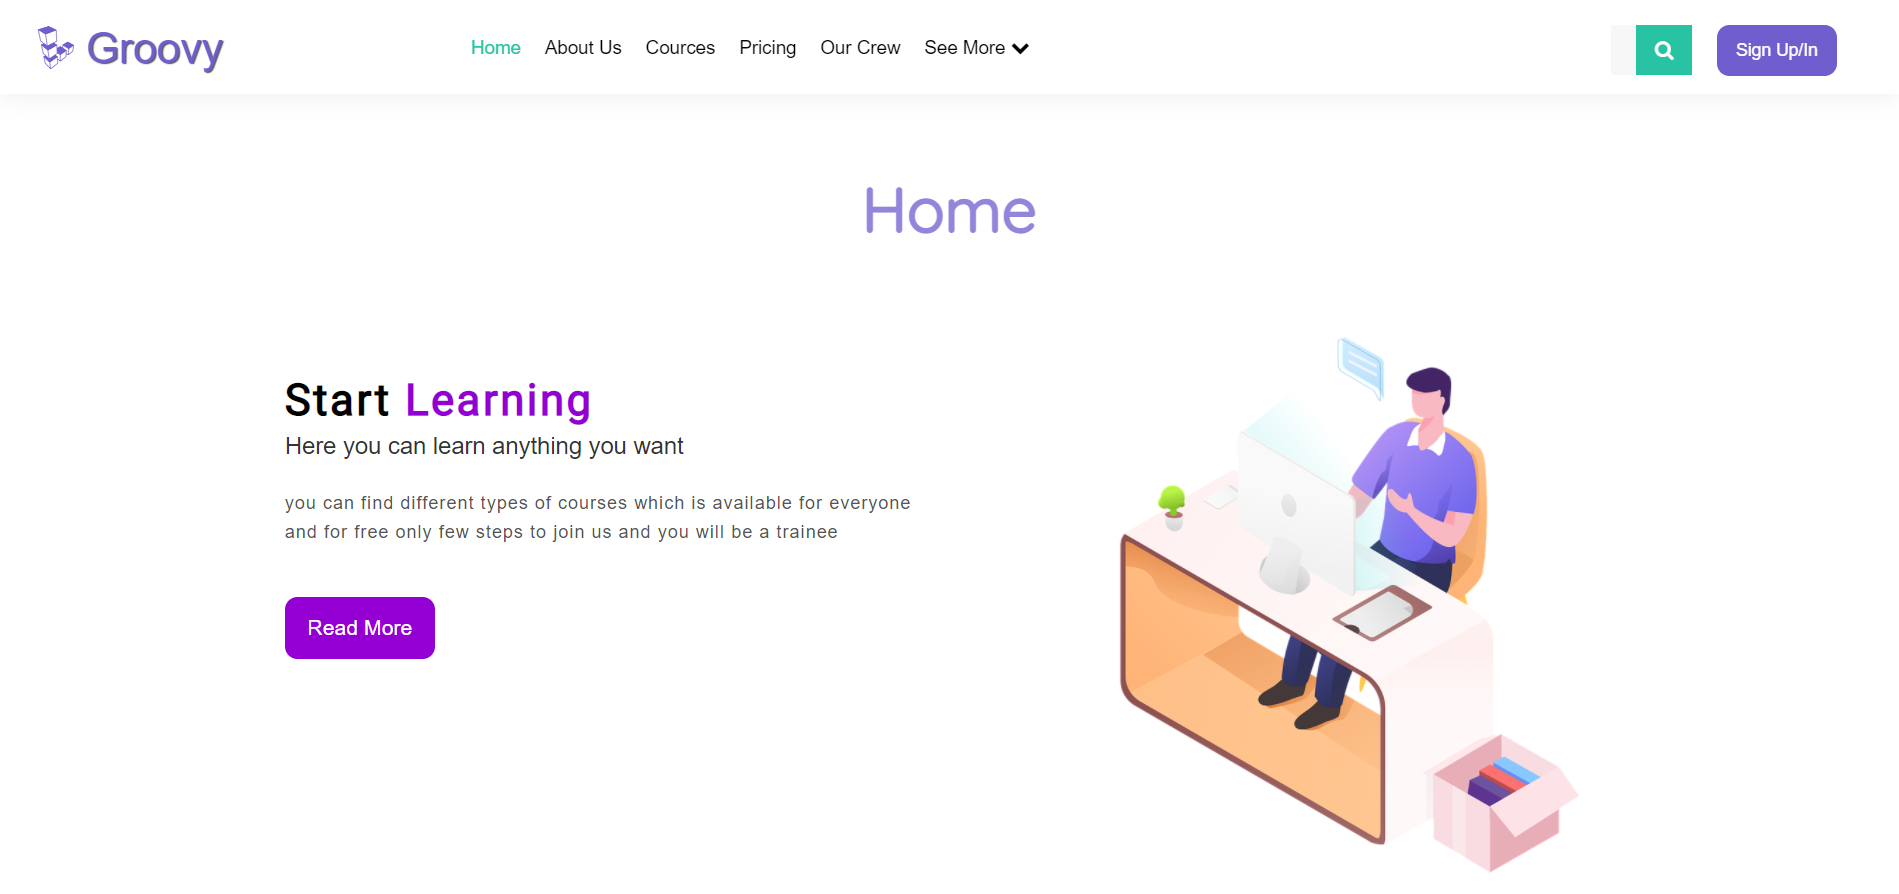 Groovy
Home About Us Cources Pricing Our Crew See More
Sign Up/In
Home
Start Learning
Here you can learn anything you want
you can find different types of courses which is available for everyone
and for free only few steps to join us and you will be a trainee
Read More